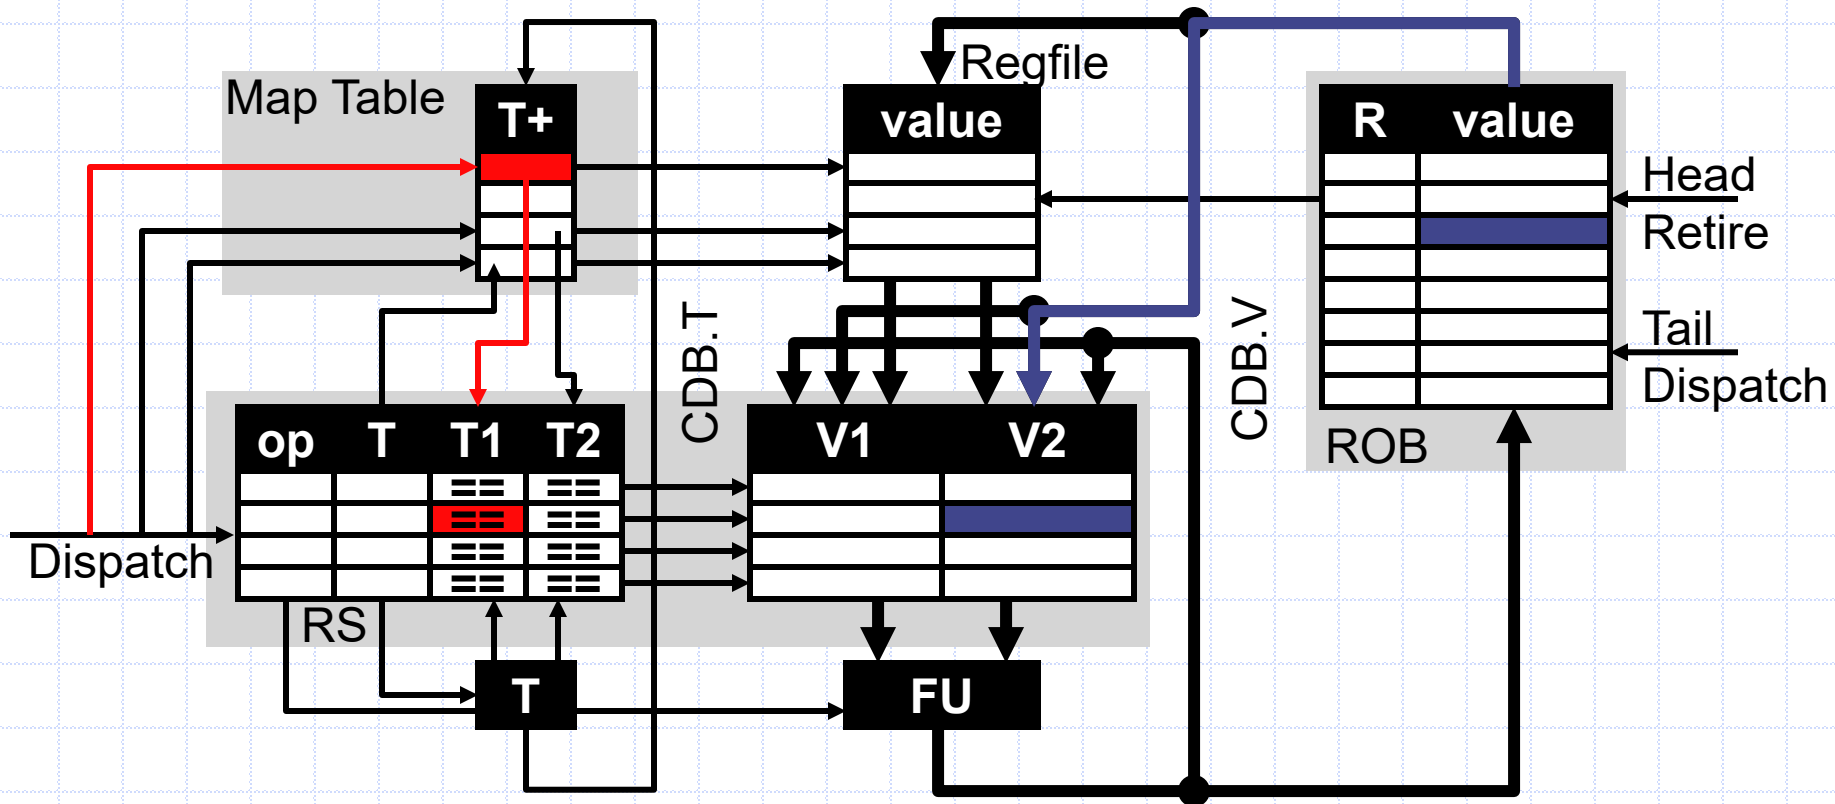 Regfile
Map Table
T+
value
R value
Head
Retire
Tail
Dispatch
CDB.T
CDB.V
op T T1 T2
V1 V2
ROB
== ==
== ==
== ==
== ==
Dispatch
RS
T
FU